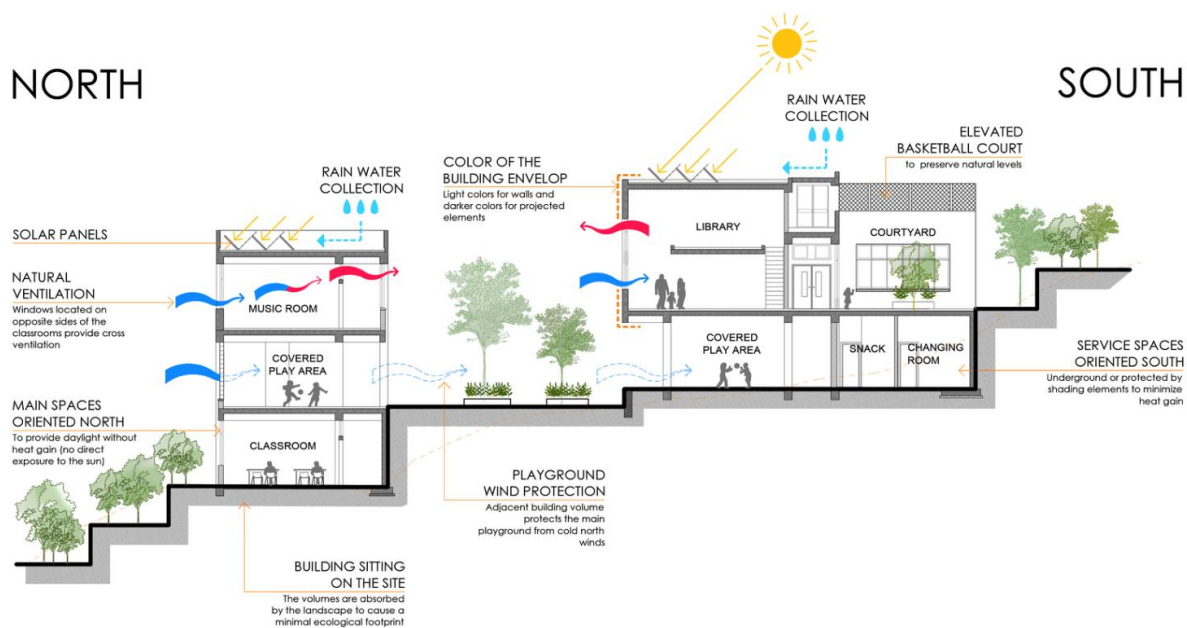 NORTH
SOUTH
RAIN WATER
COLLECTION
ELEVATED
BASKETBALL COURT
to preserve natural levels
COLOR OF THE
BUILDING ENVELOP
Light colors for walls and
darker colors for projected
elements
RAIN WATER
COLLECTION
SOLAR PANELS
LIBRARY
COURTYARD
NATURAL
VENTILATION
Windows located on
opposite sides of the
classrooms provide cross
ventilation
MUSIC ROOM
COVERED
PLAY AREA
COVERED
PLAY AREA
SNACK
CHANGING
ROOM
SERVICE SPACES
ORIENTED SOUTH
Underground or protected by
shading elements to minimize
heat gain
MAIN SPACES
ORIENTED NORTH
To provide daylight without
heat gain (no direct
exposure to the sun)
CLASSROOM
PLAYGROUND
WIND PROTECTION
Adjacent building volume
protects the main
playground from cold north
winds
BUILDING SITTING
ON THE SITE
The volumes are absorbed
by the landscape to cause a
minimal ecological footprint